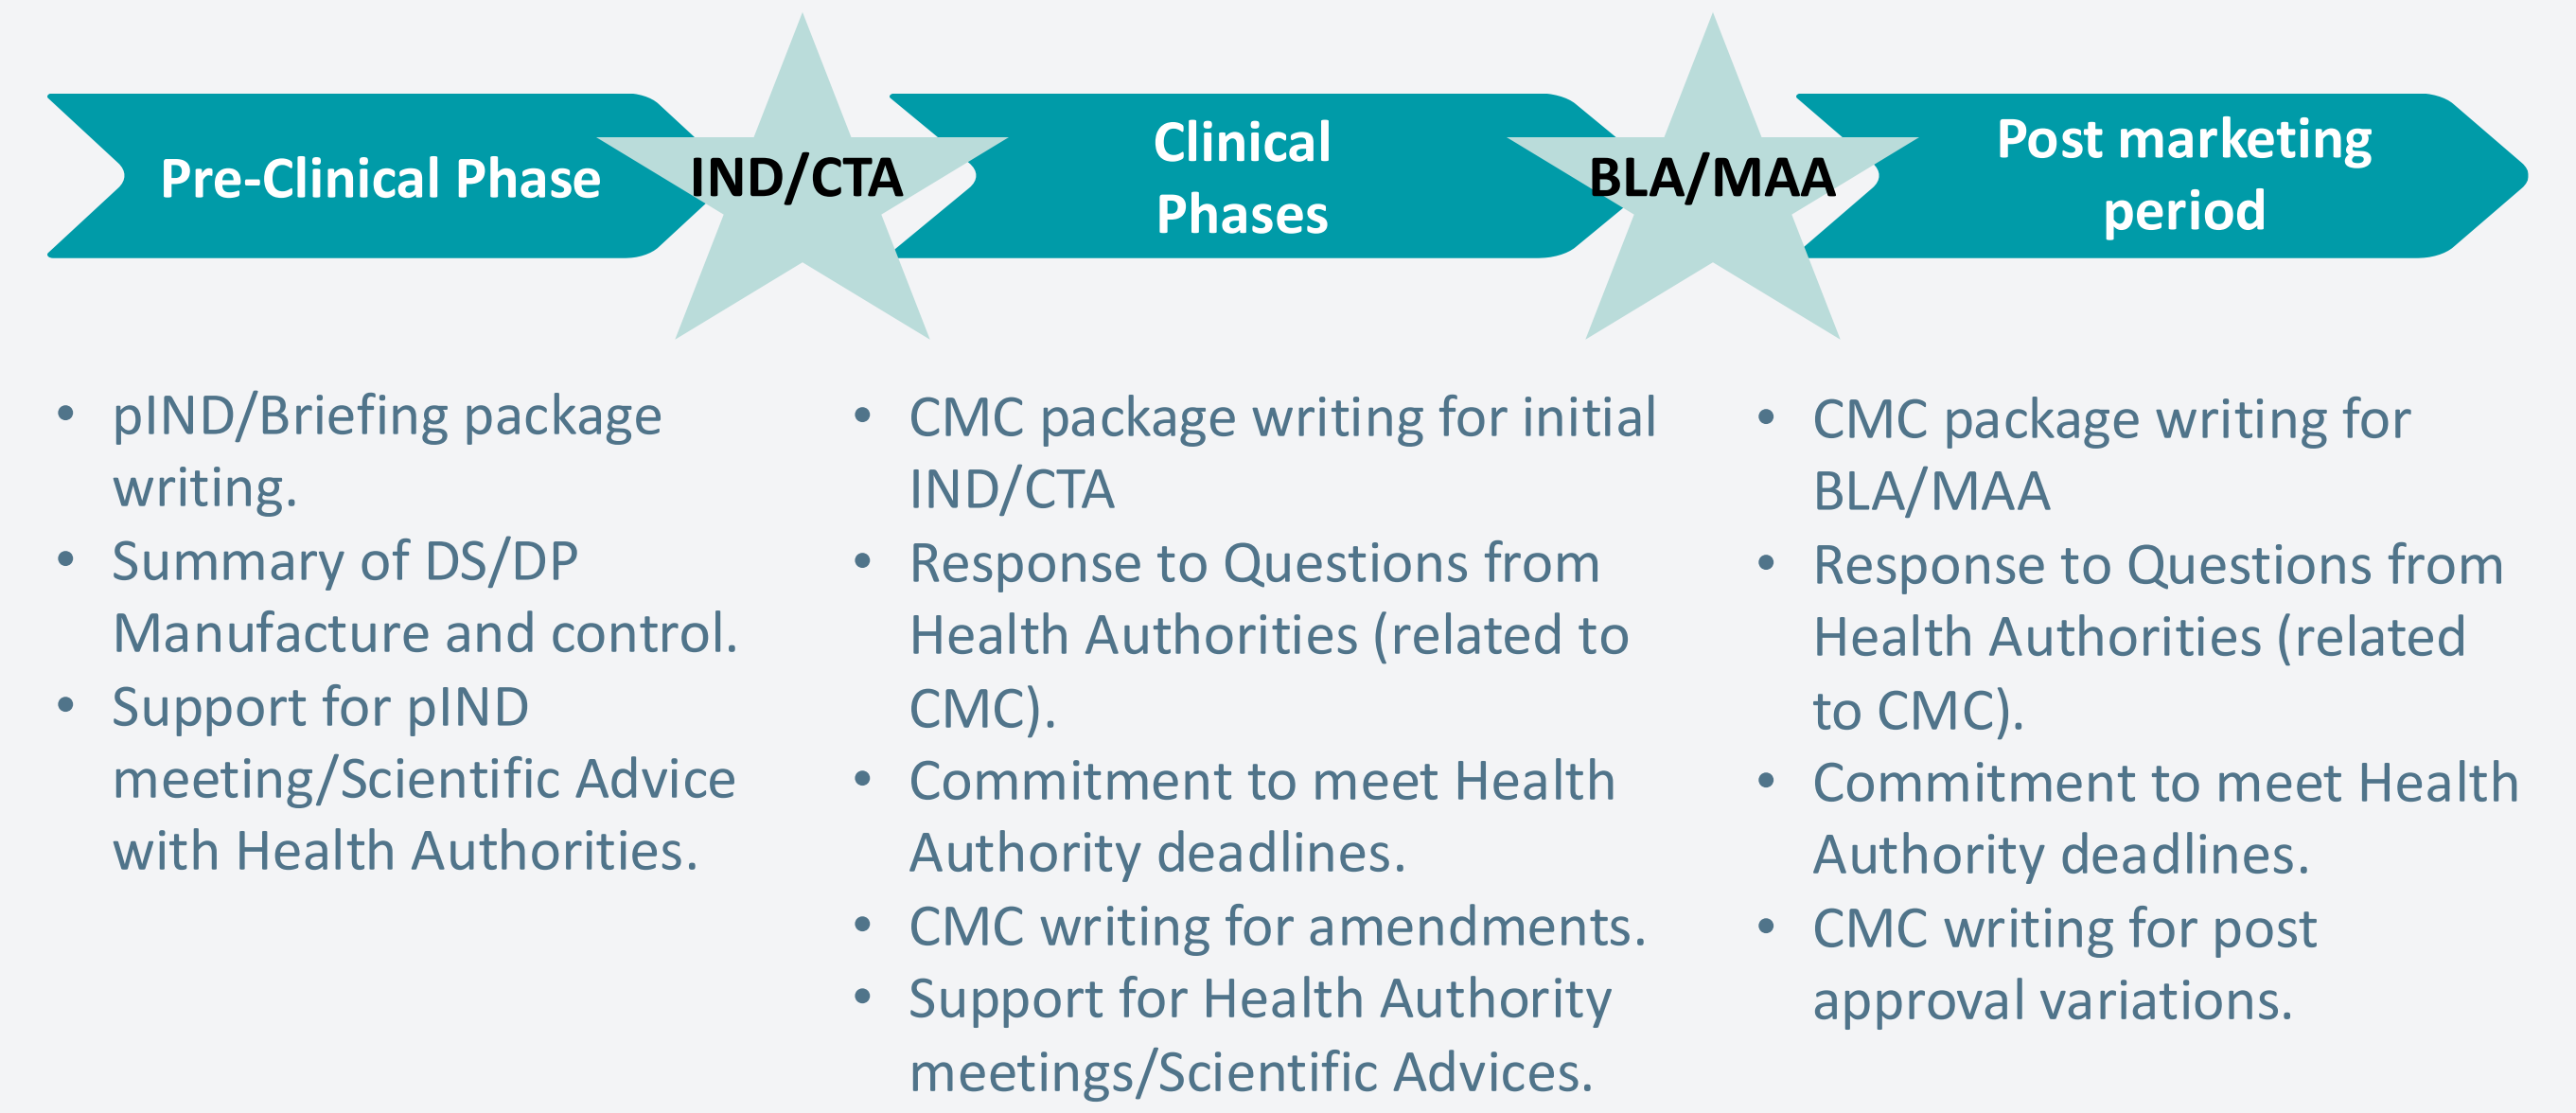 Pre-Clinical Phase
IND/CTA
Clinical
Phases
BLA/MAA
Post marketing
period
• pIND/Briefing package
writing.
• Summary of DS/DP
Manufacture and control.
• Support for pIND
meeting/Scientific Advice
with Health Authorities.
• CMC package writing for initial
IND/CTA
• Response to Questions from
Health Authorities (related to
CMC).
• Commitment to meet Health
Authority deadlines.
• CMC writing for amendments.
• Support for Health Authority
meetings/Scientific Advices.
• CMC package writing for
BLA/MAA
• Response to Questions from
Health Authorities (related
to CMC).
• Commitment to meet Health
Authority deadlines.
• CMC writing for post
approval variations.